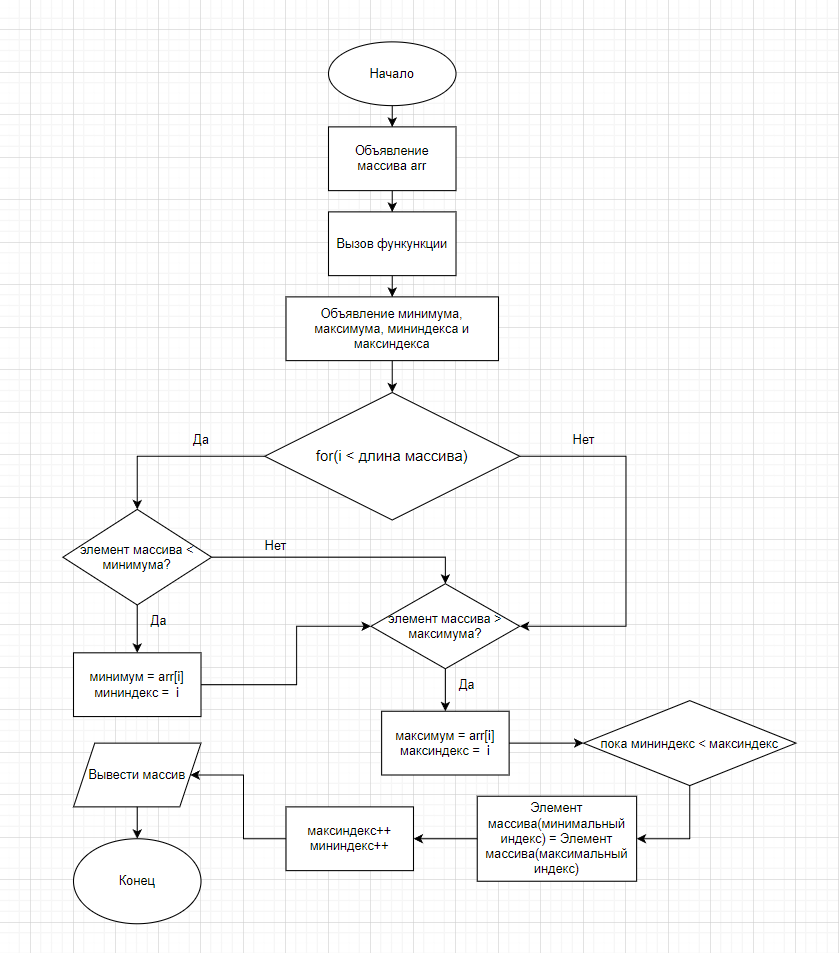 Начало
Объявление
массива arr
Вызов функункции
Объявление минимума,
максимума, мининдекса и
максиндекса
for(i < длина массива)
Да
Нет
элемент массива <
минимума?
Нет
Да
элемент массива >
максимума?
минимум = arr[i]
мининдекс = i
Да
максимум = arr[i]
максиндекс = i
пока мининдекс < максиндекс
Элемент
массива(минимальный
индекс) = Элемент
массива(максимальный
индекс)
максиндекс++
мининдекс++
Вывести массив
Конец